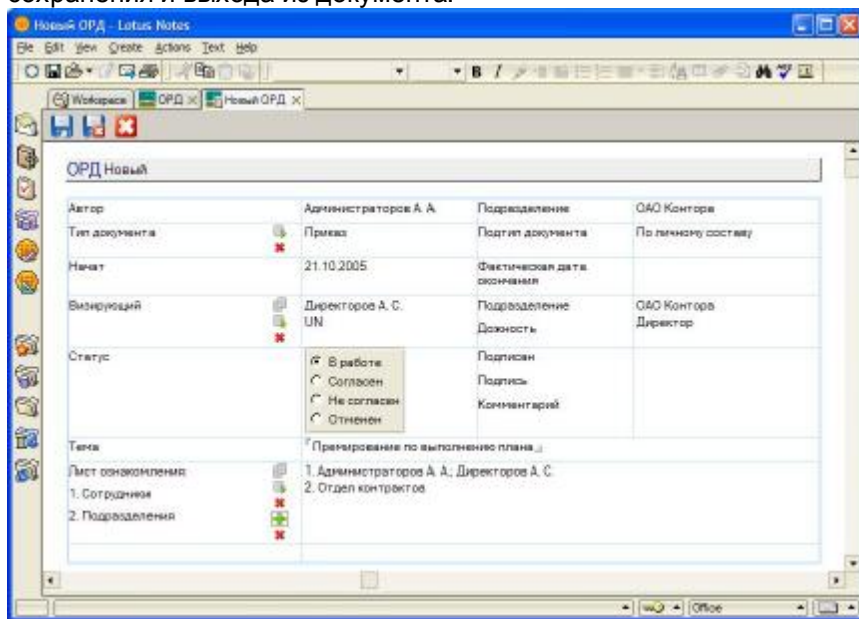 сохранения и выхода из документа.
Новый ОРД - Lotus Notes
File Edit View Create Actions Text Help
B I
Workspace ОРД Новый ОРД
ОРД Новый
Автор Администраторов А. А. Подразделение ОАО Контора
Тип документа Приказ Подтип документа По личному составу
Начат 21.10.2005 Фактическая дата
окончания
Визирующий Директоров А. С. Подразделение ОАО Контора
UN Должность Директор
Статус В работе Подписан
Согласен Подпись
Не согласен Комментарий
Отменен
Тема Премирование по выполнению плана
Лист ознакомления 1. Администраторов А. А.; Директоров А. С.
1. Сотрудники 2. Отдел контрактов
2. Подразделения
Office